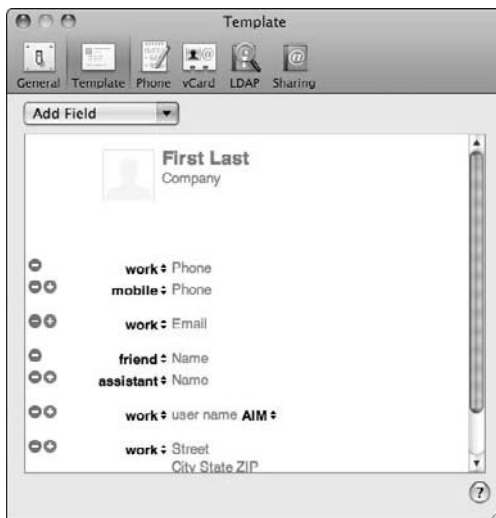 Template
General Template Phone vCard LDAP Sharing
Add Field
First Last
Company
work Phone
mobile Phone
work Email
friend Name
assistant Name
work user name AIM
work Street
City State ZIP
?